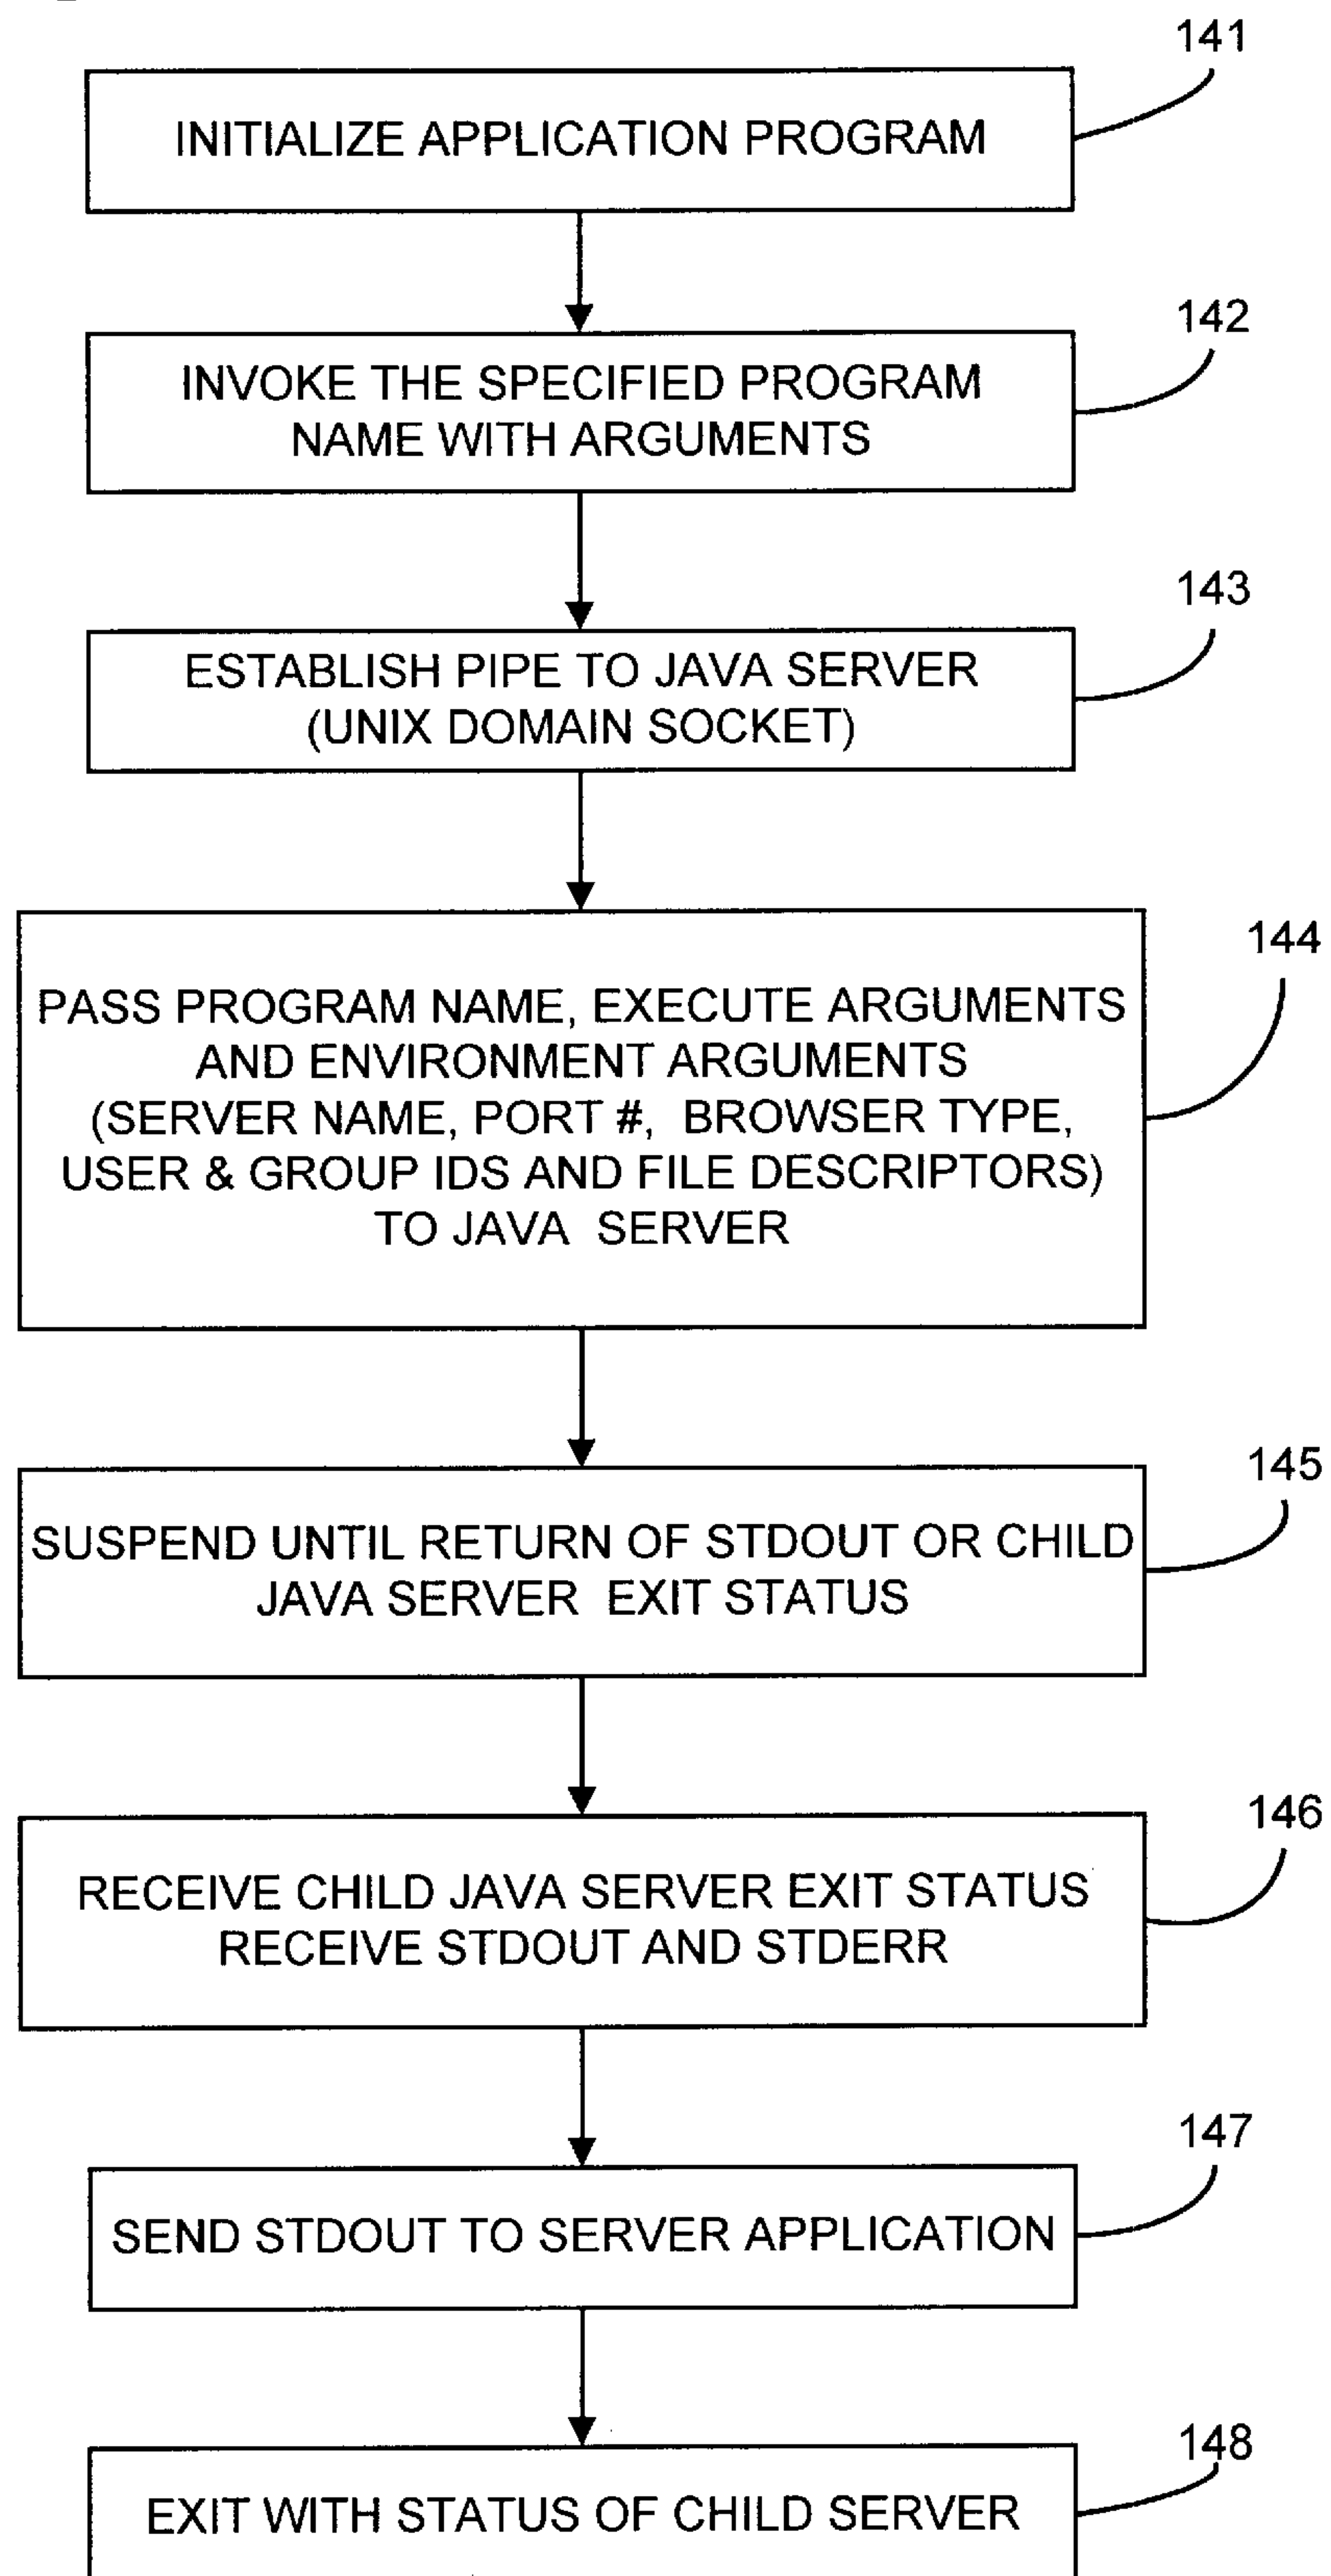 141
INITIALIZE APPLICATION PROGRAM
142
INVOKE THE SPECIFIED PROGRAM
NAME WITH ARGUMENTS
143
ESTABLISH PIPE TO JAVA SERVER
(UNIX DOMAIN SOCKET)
144
PASS PROGRAM NAME, EXECUTE ARGUMENTS
AND ENVIRONMENT ARGUMENTS
(SERVER NAME, PORT #, BROWSER TYPE,
USER & GROUP IDS AND FILE DESCRIPTORS)
TO JAVA SERVER
145
SUSPEND UNTIL RETURN OF STDOUT OR CHILD
JAVA SERVER EXIT STATUS
146
RECEIVE CHILD JAVA SERVER EXIT STATUS
RECEIVE STDOUT AND STDERR
147
SEND STDOUT TO SERVER APPLICATION
148
EXIT WITH STATUS OF CHILD SERVER